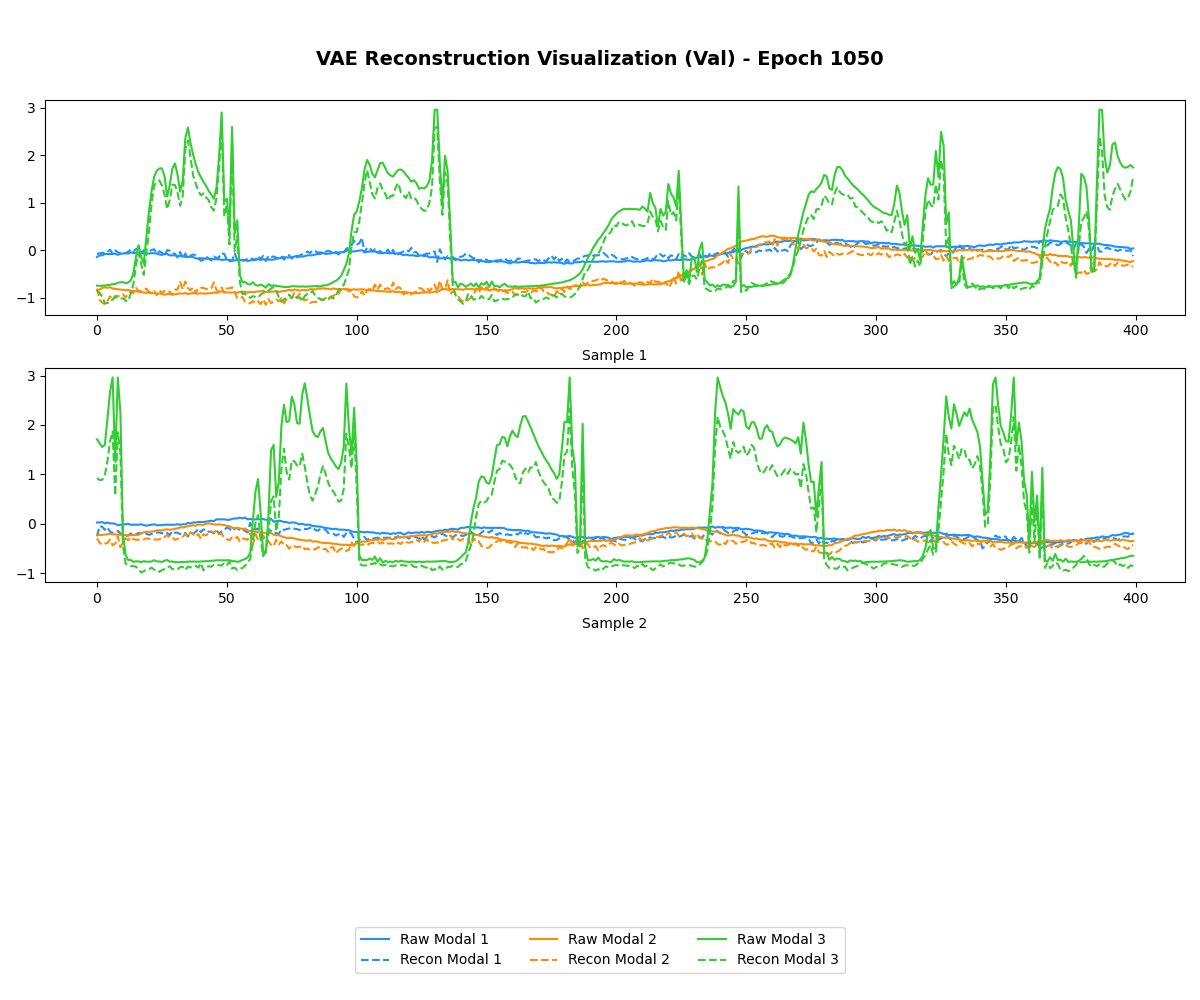 VAE Reconstruction Visualization (Val) - Epoch 1050
3
2
1
0
−1
0 50 100 150 200 250 300 350 400
Sample 1
3
2
1
0
−1
0 50 100 150 200 250 300 350 400
Sample 2
Raw Modal 1 Raw Modal 2 Raw Modal 3
Recon Modal 1 Recon Modal 2 Recon Modal 3